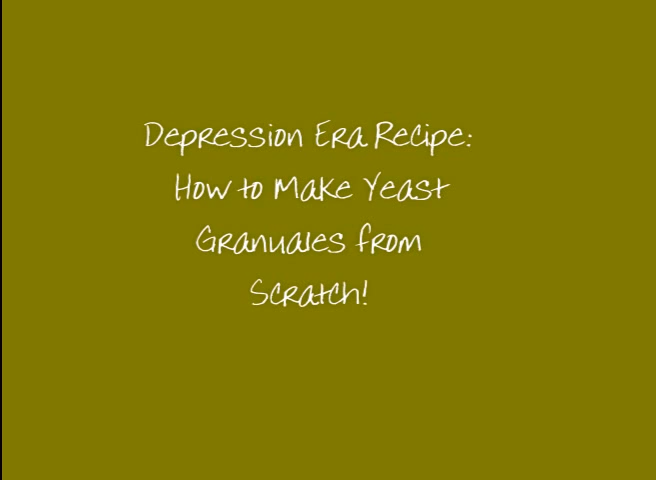 Depression Era Recipe:
How to Make Yeast
Granuales from
Scratch!